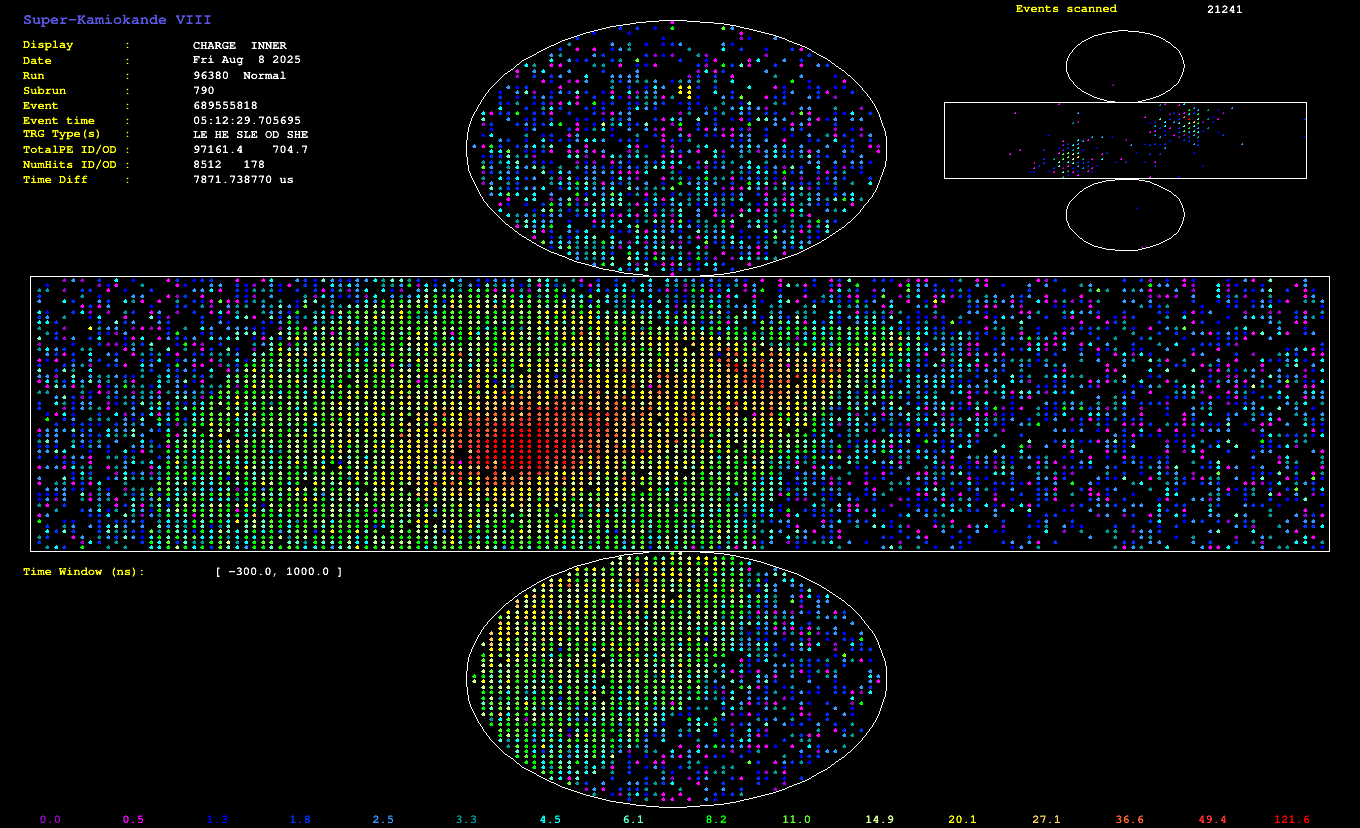 Super-Kamiokande VIII
Events scanned 21241
Display : CHARGE INNER
Date : Fri Aug 8 2025
Run : 96380 Normal
Subrun : 790
Event : 689555818
Event time : 05:12:29.705695
TRG Type(s) : LE HE SLE OD SHE
TotalPE ID/OD : 97161.4 704.7
NumHits ID/OD : 8512 178
Time Diff : 7871.738770 us
Time Window (ns): [ -300.0, 1000.0 ]
0.0 0.5 1.3 1.8 2.5 3.3 4.5 6.1 8.2 11.0 14.9 20.1 27.1 36.6 49.4 121.6